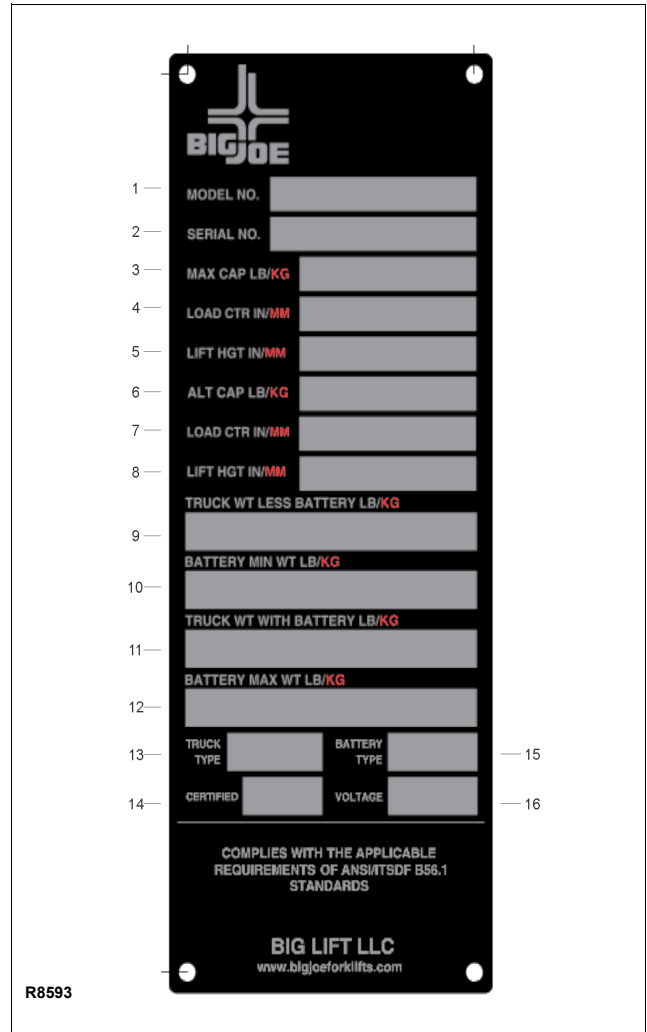 BIG JOE
1 MODEL NO.
2 SERIAL NO.
3 MAX CAP LB/KG
4 LOAD CTR IN/MM
5 LIFT HGT IN/MM
6 ALT CAP LB/KG
7 LOAD CTR IN/MM
8 LIFT HGT IN/MM
TRUCK WT LESS BATTERY LB/KG
9
BATTERY MIN WT LB/KG
10
TRUCK WT WITH BATTERY LB/KG
11
BATTERY MAX WT LB/KG
12
13 TRUCK TYPE BATTERY TYPE 15
14 CERTIFIED VOLTAGE 16
COMPLIES WITH THE APPLICABLE
REQUIREMENTS OF ANSI/ITSDF B56.1
STANDARDS
BIG LIFT LLC
www.bigjoeforklifts.com
R8593